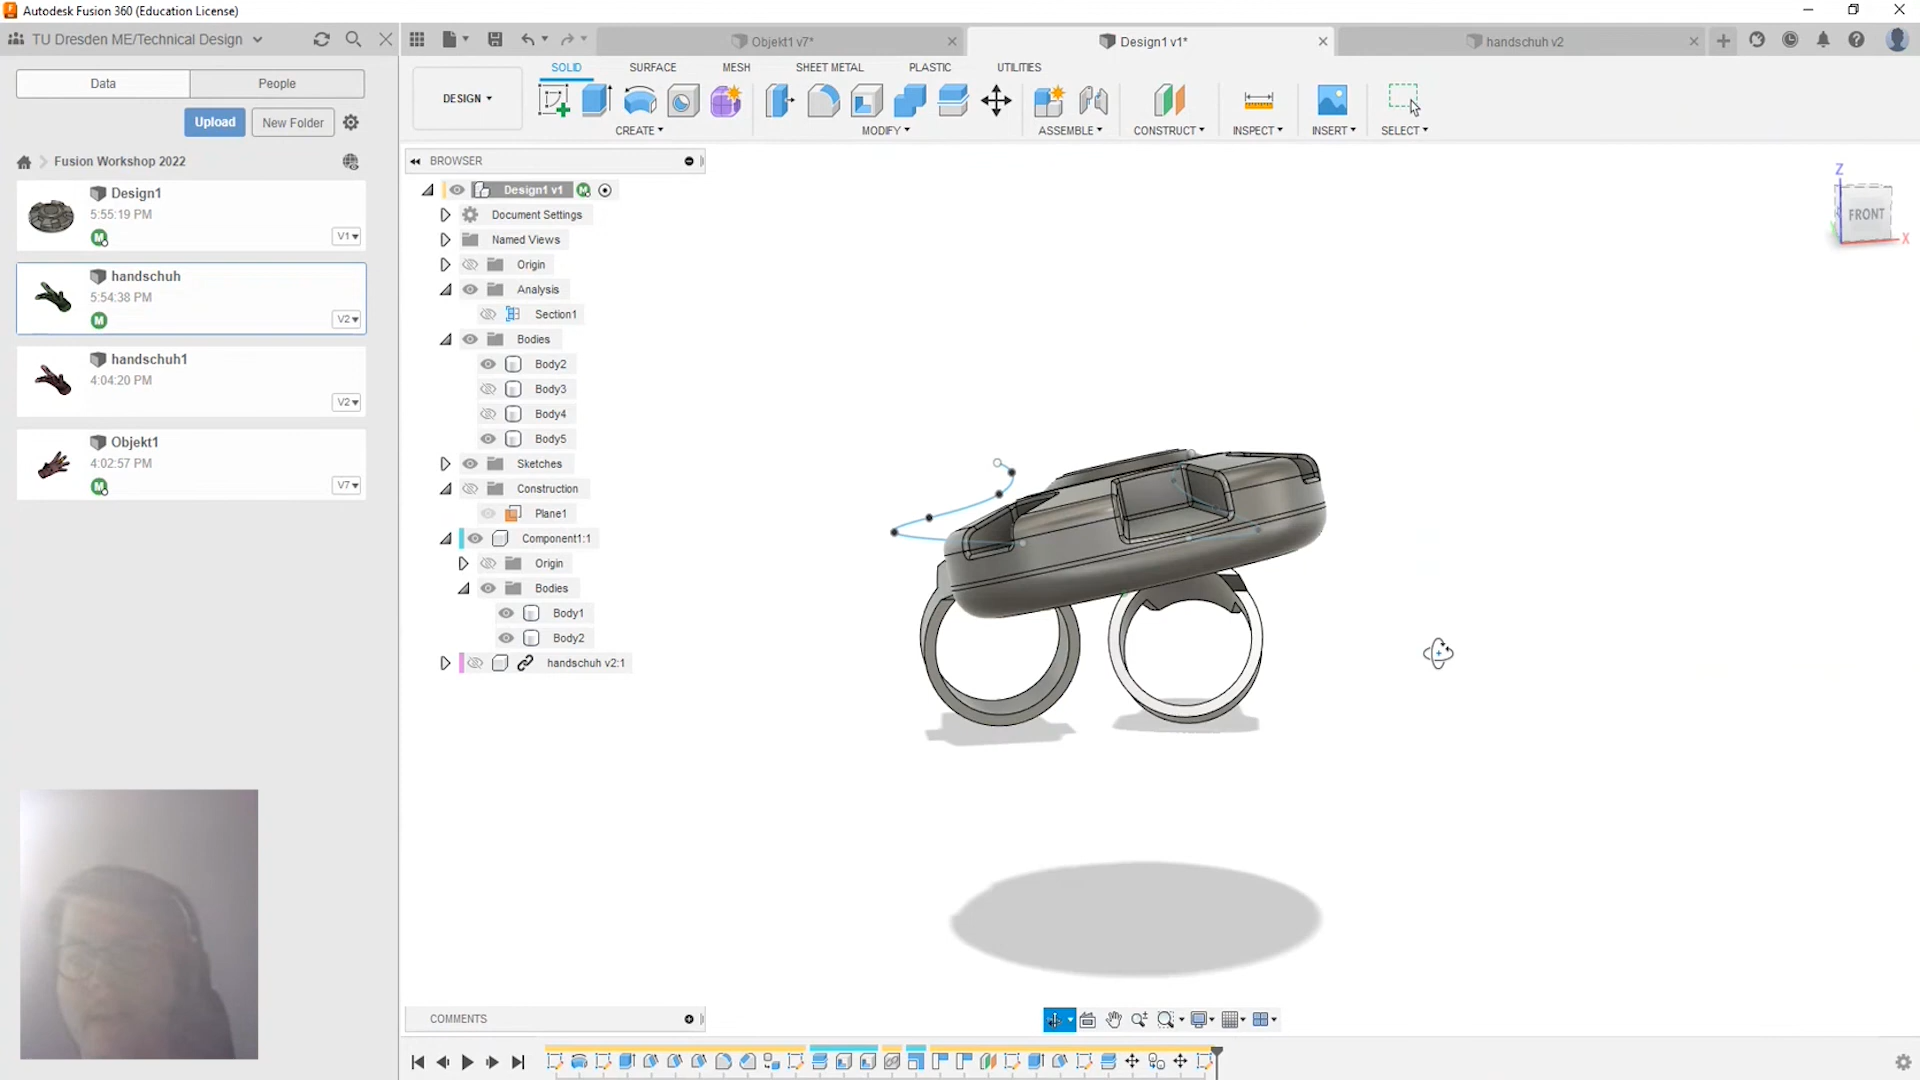 Autodesk Fusion 360 (Education License)
TU Dresden ME/Technical Design
Objekt1 v7*
Design1 v1*
handschuh v2
Data
People
SOLID
SURFACE
MESH
SHEET METAL
PLASTIC
UTILITIES
DESIGN
Upload
New Folder
CREATE
MODIFY
ASSEMBLE
CONSTRUCT
INSPECT
INSERT
SELECT
Fusion Workshop 2022
BROWSER
Design1
5:55:19 PM
M
V1
handschuh
5:54:38 PM
M
V2
handschuh1
4:04:20 PM
V2
Objekt1
4:02:57 PM
M
V7
Design1 v1
M
Document Settings
Named Views
Origin
Analysis
Section1
Bodies
Body2
Body3
Body4
Body5
Sketches
Construction
Plane1
Component1:1
Origin
Bodies
Body1
Body2
handschuh v2:1
Z
FRONT
X
COMMENTS